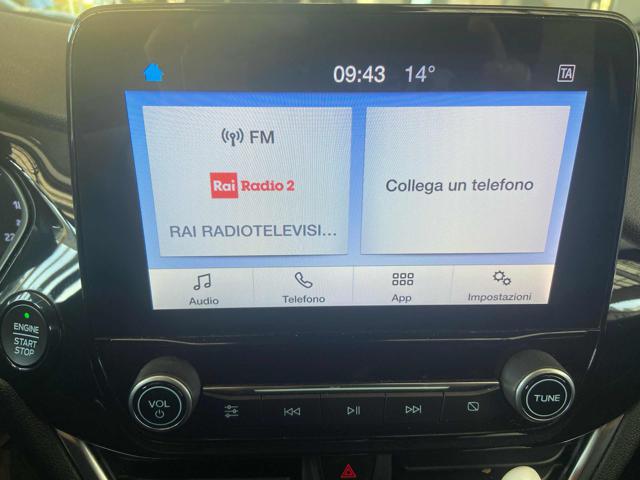 09:43 14° TA
FM
Rai Radio 2
RAI RADIOTELEVISI...
Collega un telefono
Audio
Telefono
App
Impostazioni
ENGINE
START
STOP
VOL
TUNE